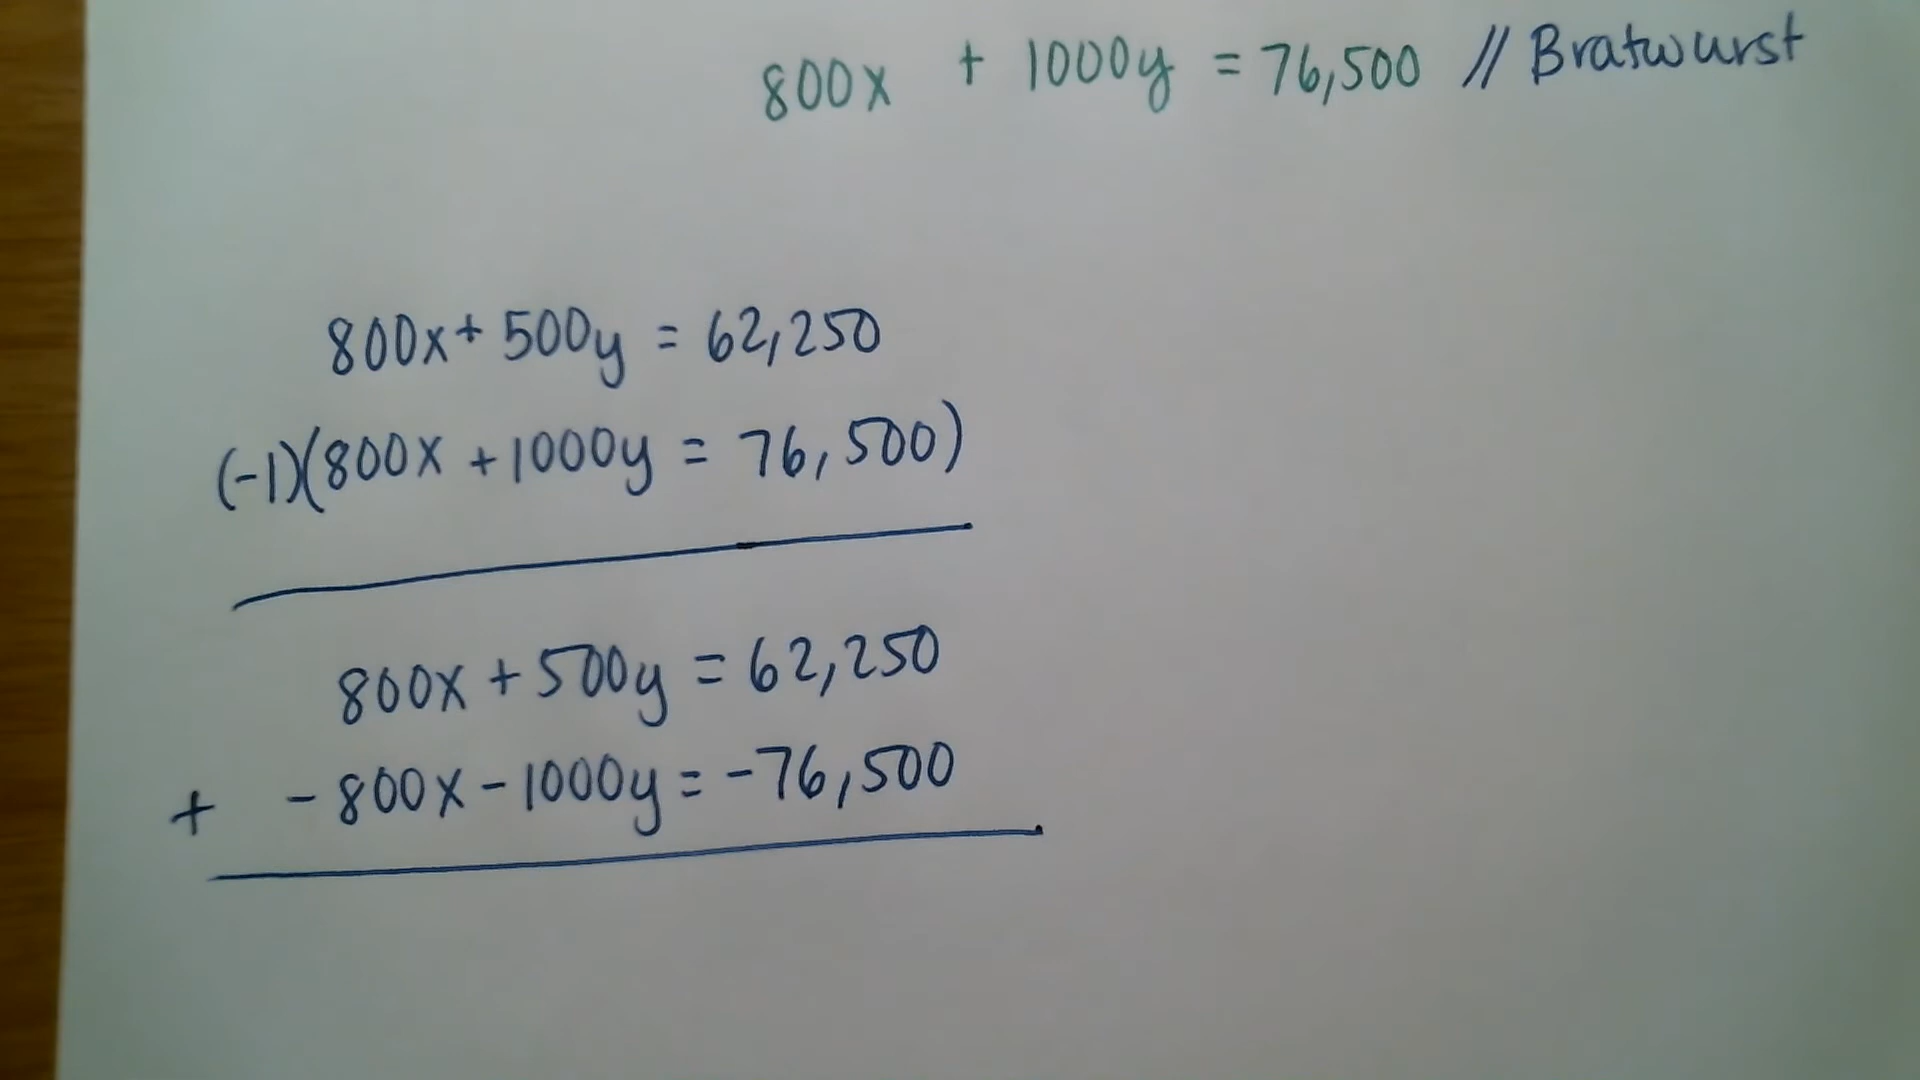 800x + 1000y = 76,500 // Bratwurst
800x + 500y = 62,250
(-1)(800x + 1000y = 76,500)
800x + 500y = 62,250
+ - 800x - 1000y = -76,500